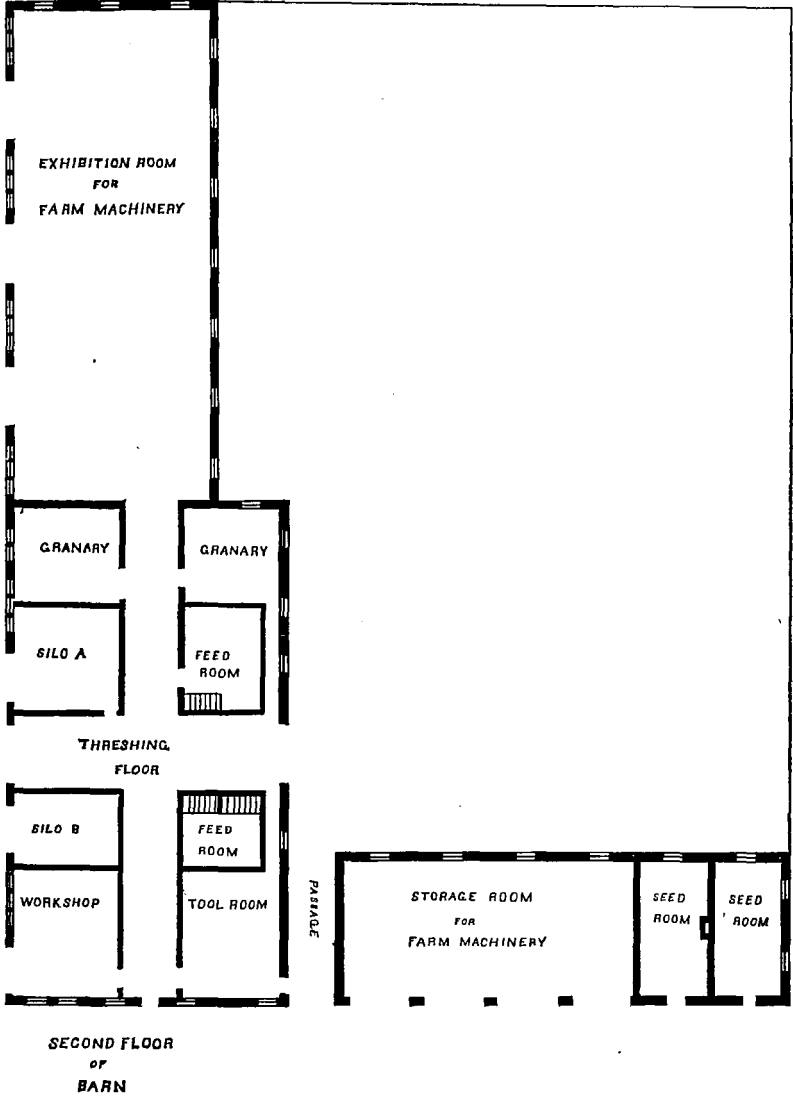 EXHIBITION ROOM
FOR
FARM MACHINERY
GRANARY
GRANARY
SILO A
FEED
ROOM
THRESHING
FLOOR
SILO B
FEED
ROOM
WORKSHOP
TOOL ROOM
PASSAGE
STORAGE ROOM
FOR
FARM MACHINERY
SEED
ROOM
SEED
ROOM
SECOND FLOOR
OF
BARN